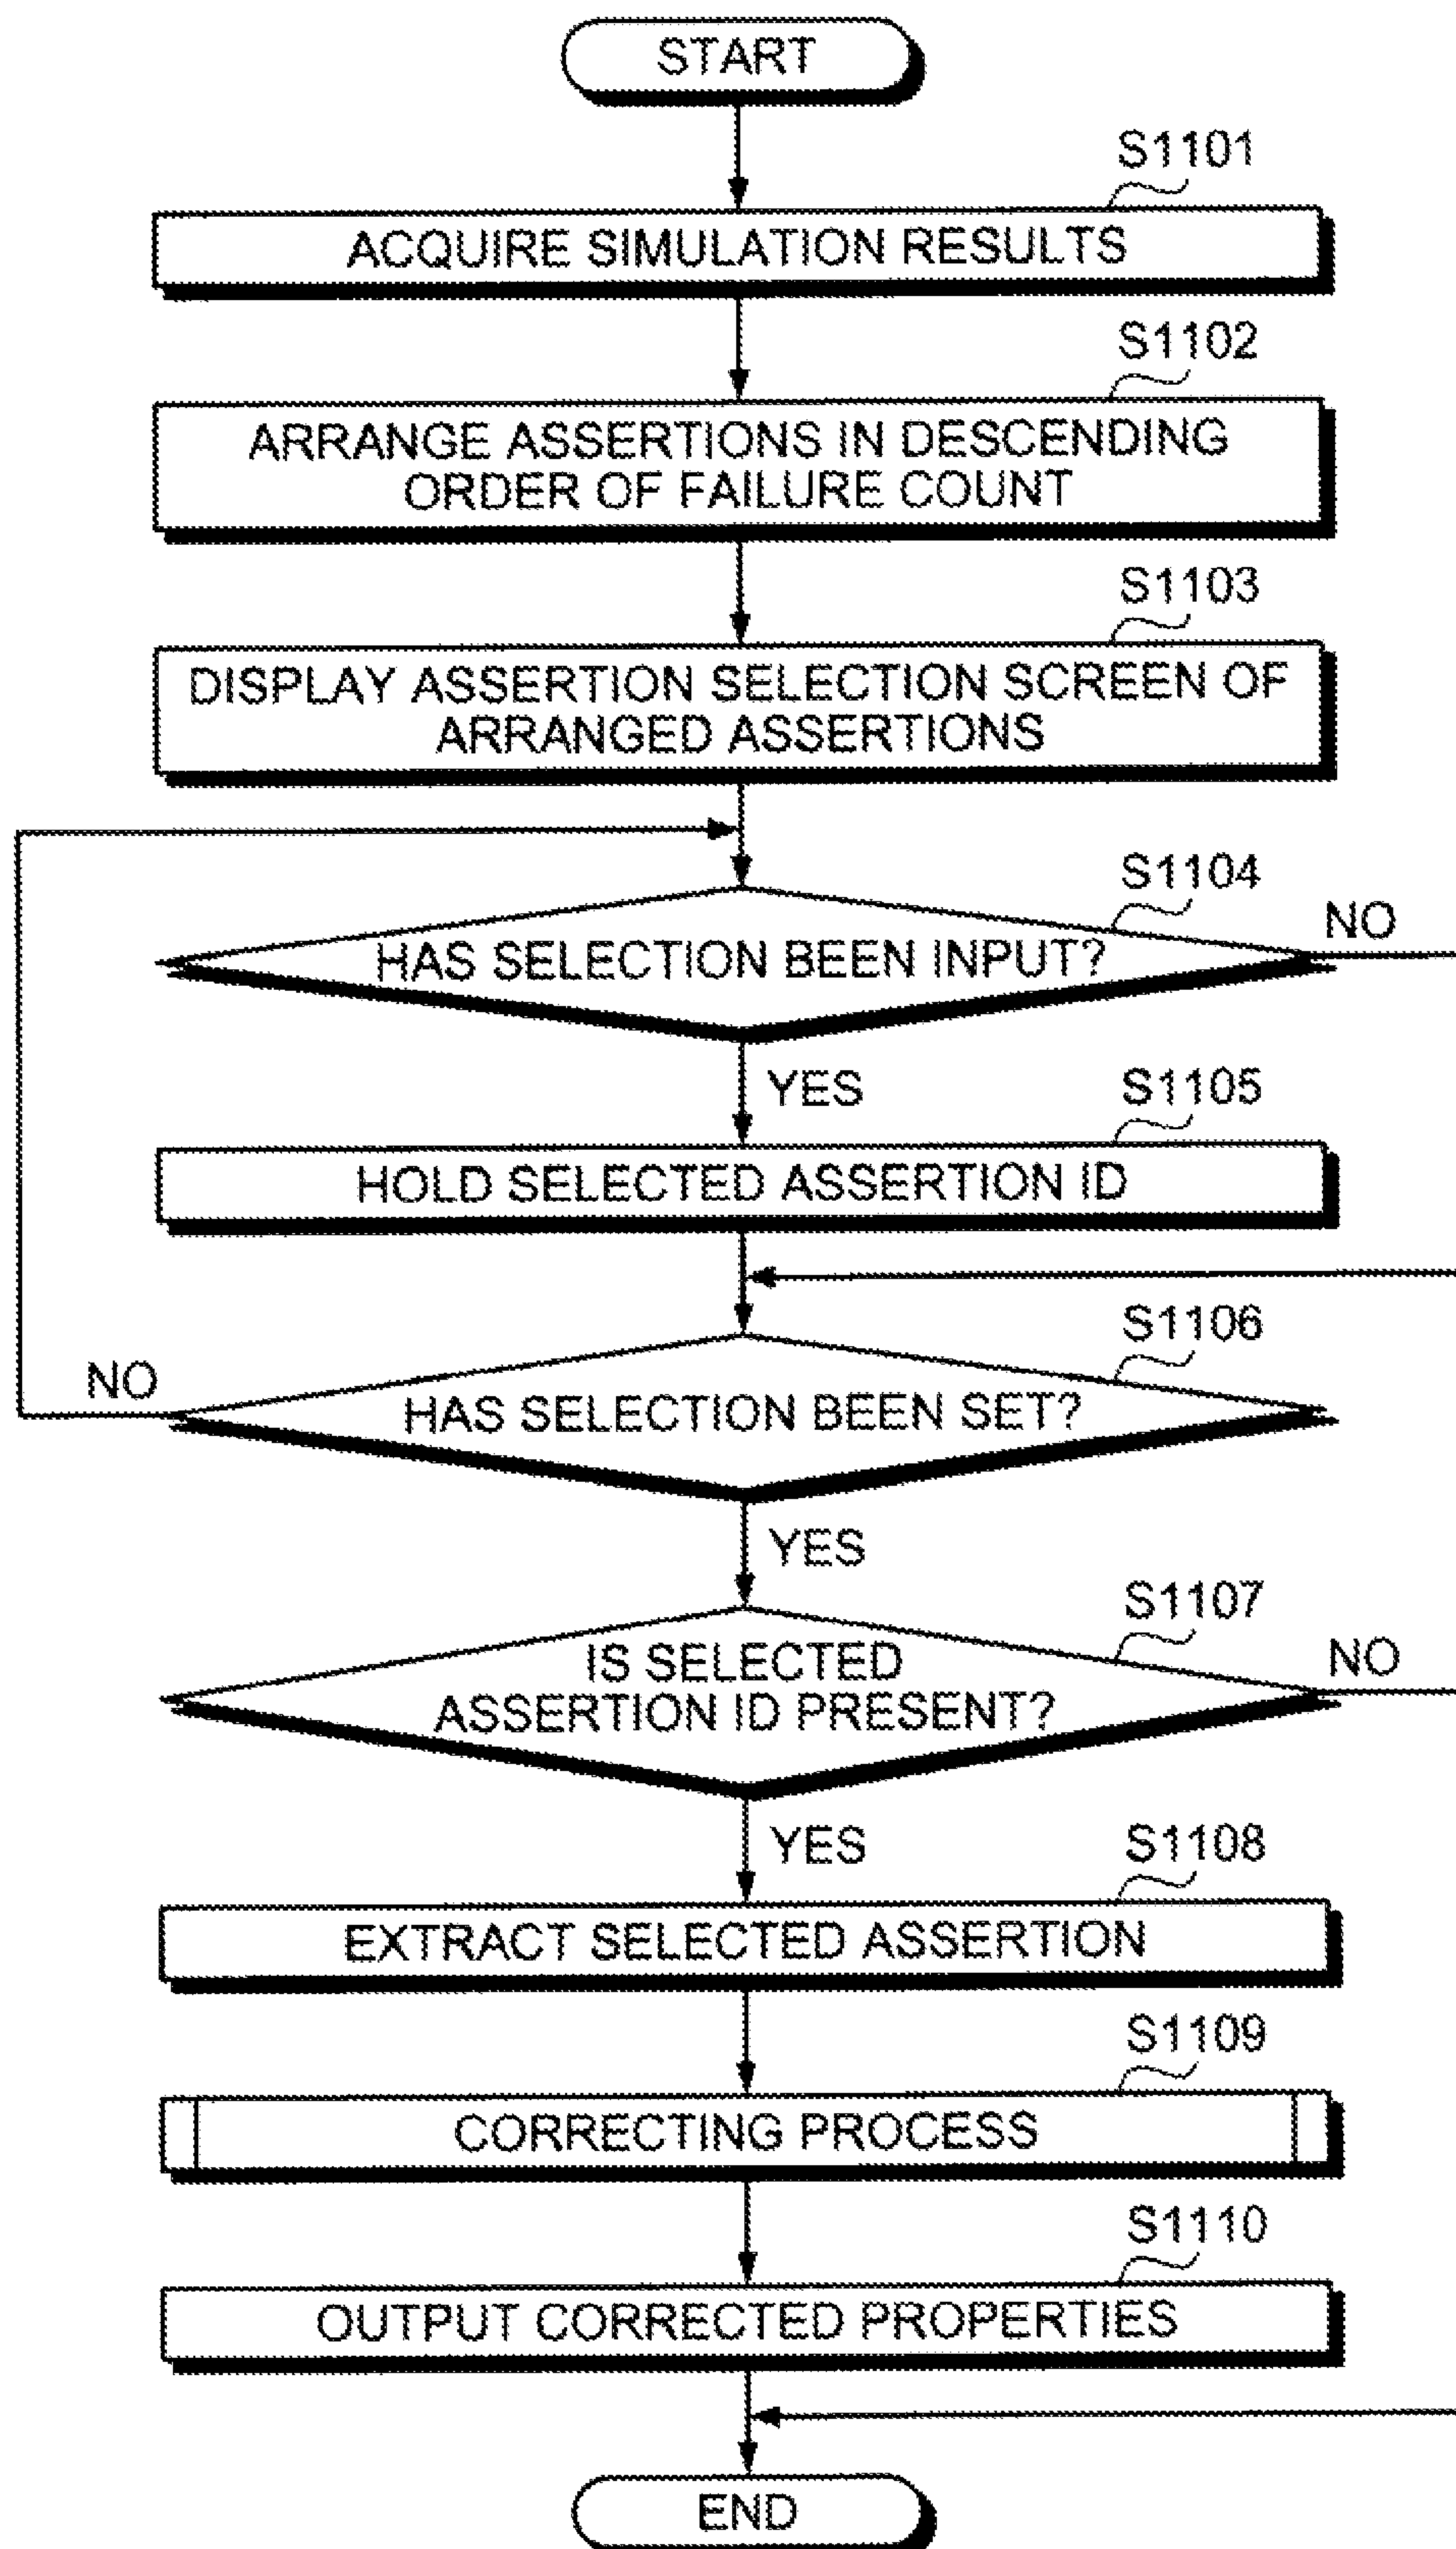 START
S1101
ACQUIRE SIMULATION RESULTS
S1102
ARRANGE ASSERTIONS IN DESCENDING
ORDER OF FAILURE COUNT
S1103
DISPLAY ASSERTION SELECTION SCREEN OF
ARRANGED ASSERTIONS
S1104
NO
HAS SELECTION BEEN INPUT?
YES
S1105
HOLD SELECTED ASSERTION ID
S1106
NO
HAS SELECTION BEEN SET?
YES
S1107
NO
IS SELECTED
ASSERTION ID PRESENT?
YES
S1108
EXTRACT SELECTED ASSERTION
S1109
CORRECTING PROCESS
S1110
OUTPUT CORRECTED PROPERTIES
END